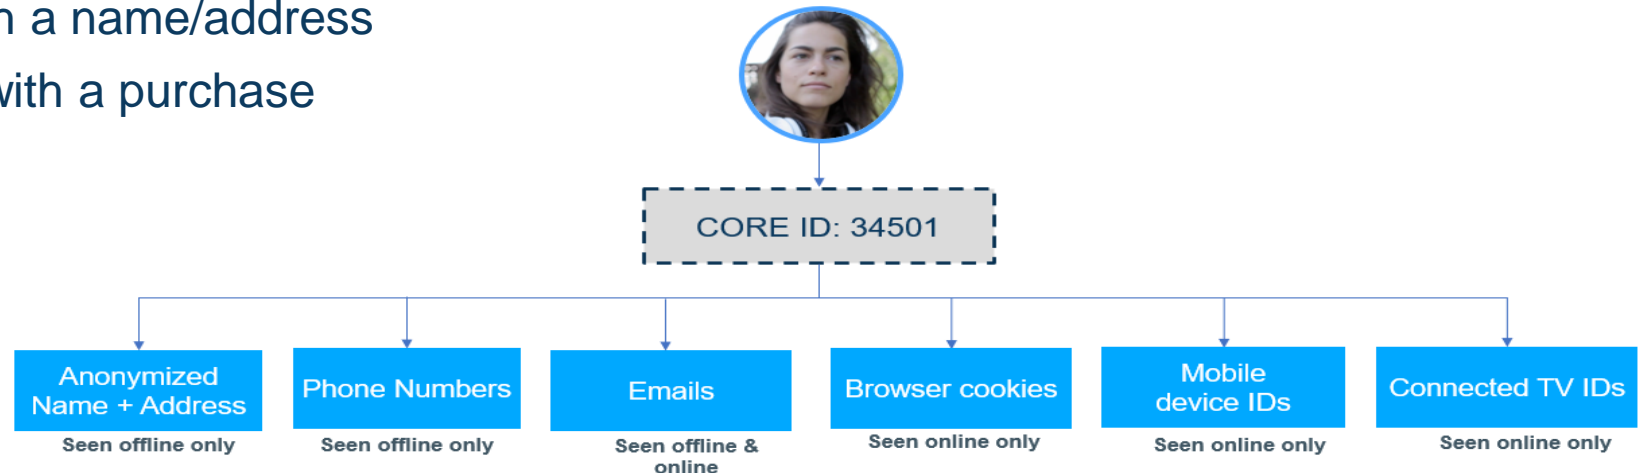 a name/address
with a purchase
CORE ID: 34501
Anonymized
Name + Address
Phone Numbers
Emails
Browser cookies
Mobile
device IDs
Connected TV IDs
Seen offline only
Seen offline only
Seen offline &
online
Seen online only
Seen online only
Seen online only